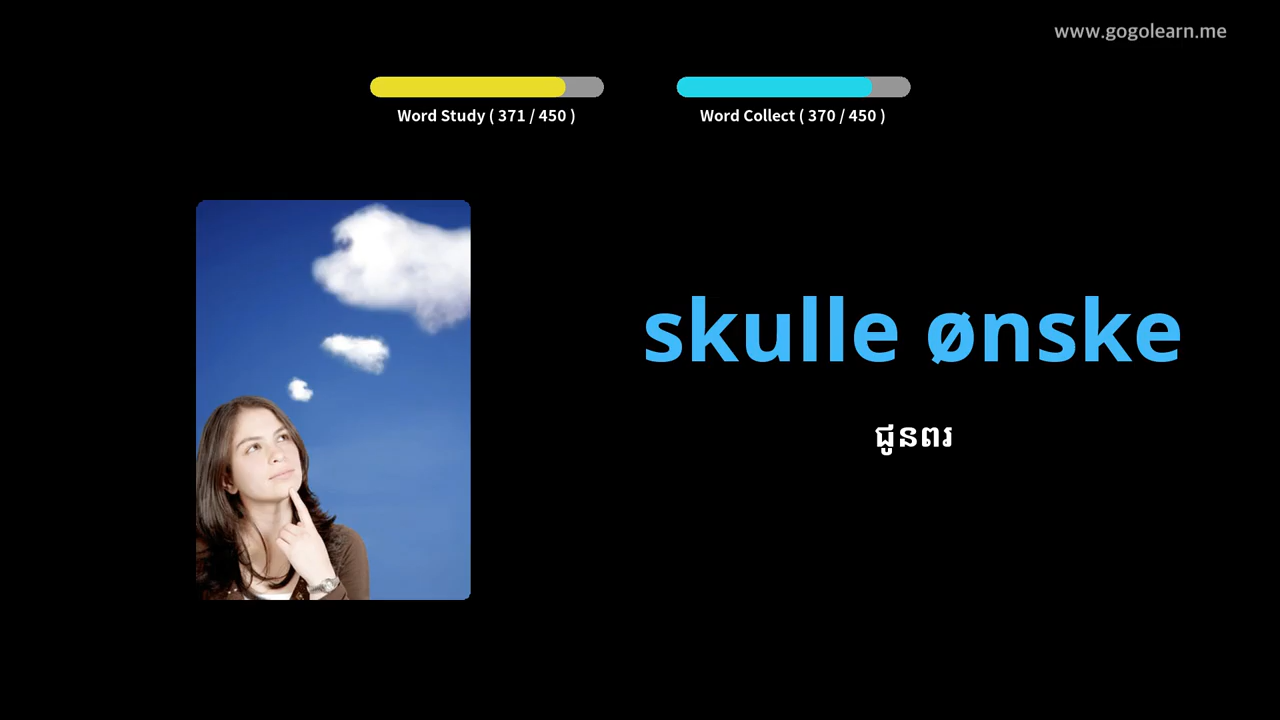 www.gogolearn.me
Word Study ( 371 / 450 )
Word Collect ( 370 / 450 )
skulle ønske
ជូនពរ